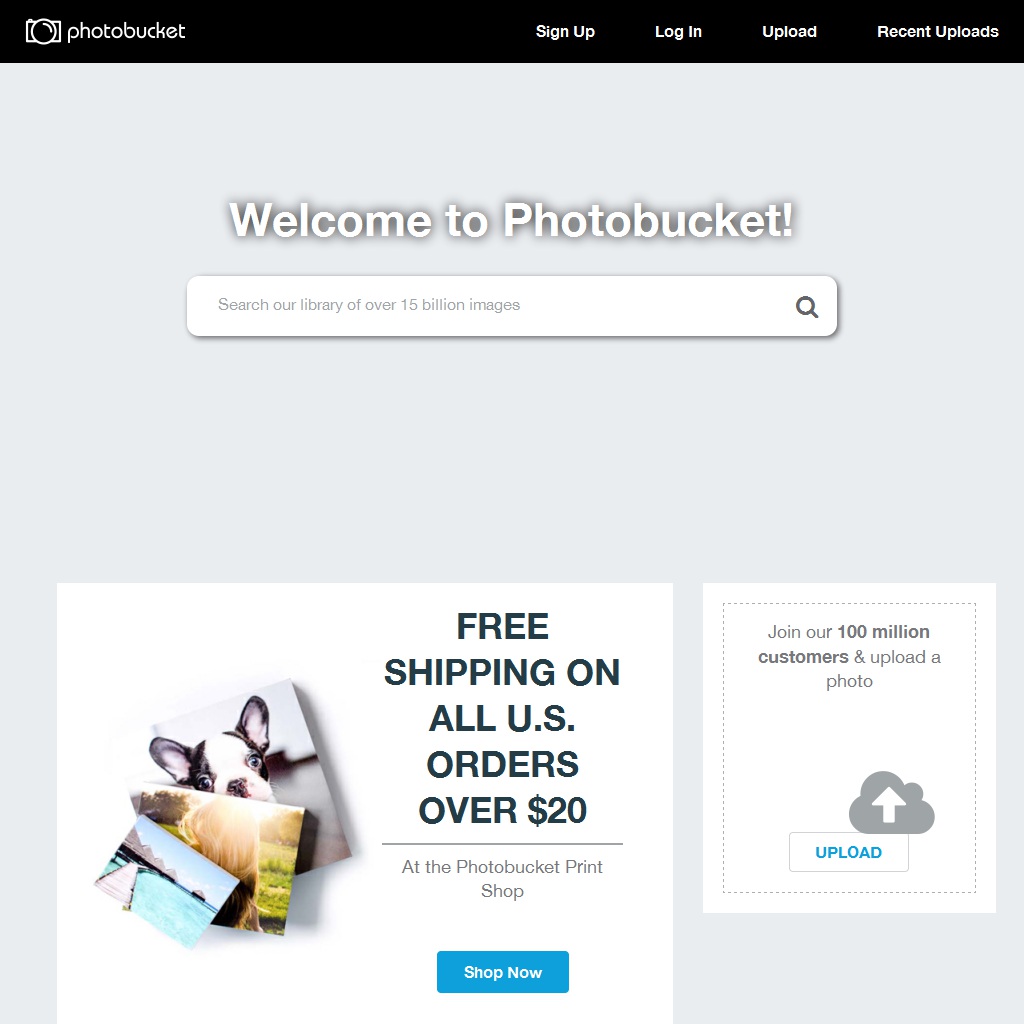 photobucket
Sign Up
Log In
Upload
Recent Uploads
Welcome to Photobucket!
Search our library of over 15 billion images
FREE
SHIPPING ON
ALL U.S.
ORDERS
OVER $20
At the Photobucket Print
Shop
Shop Now
Join our 100 million
customers & upload a
photo
UPLOAD